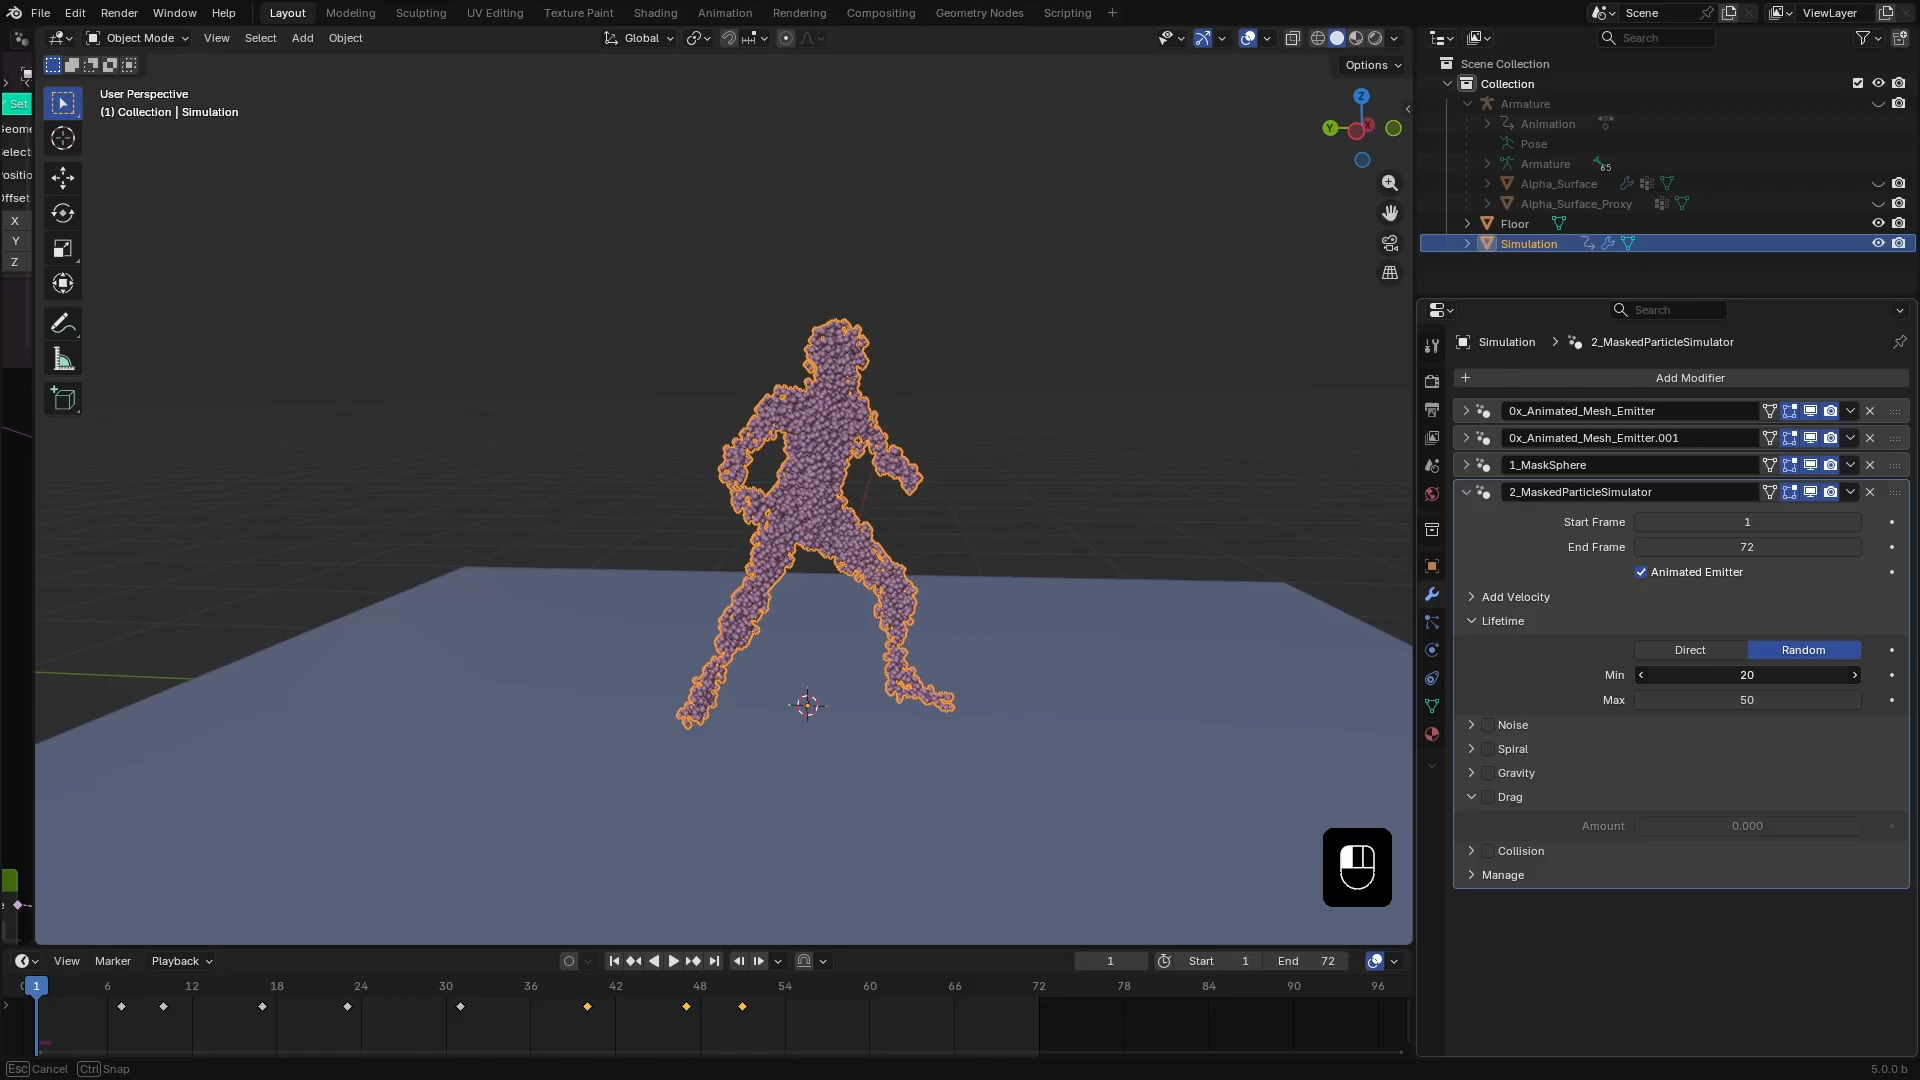 File Edit Render Window Help Layout Modeling Sculpting UV Editing Texture Paint Shading Animation Rendering Compositing Geometry Nodes Scripting + Scene ViewLayer
Object Mode View Select Add Object Global Search
Options
User Perspective
(1) Collection | Simulation
Z
Y
X
Set
X
Y
Z
Scene Collection
Collection
Armature
Animation
Pose
Armature 65
Alpha_Surface
Alpha_Surface_Proxy
Floor
Simulation
Search
Simulation > 2_MaskedParticleSimulator
+ Add Modifier
0x_Animated_Mesh_Emitter
0x_Animated_Mesh_Emitter.001
1_MaskSphere
2_MaskedParticleSimulator
Start Frame 1
End Frame 72
Animated Emitter
Add Velocity
Lifetime
Direct Random
Min 20
Max 50
Noise
Spiral
Gravity
Drag
Amount 0.000
Collision
Manage
View Marker Playback 1 Start 1 End 72
1 6 12 18 24 30 36 42 48 54 60 66 72 78 84 90 96
Esc Cancel Ctrl Snap 5.0.0 b